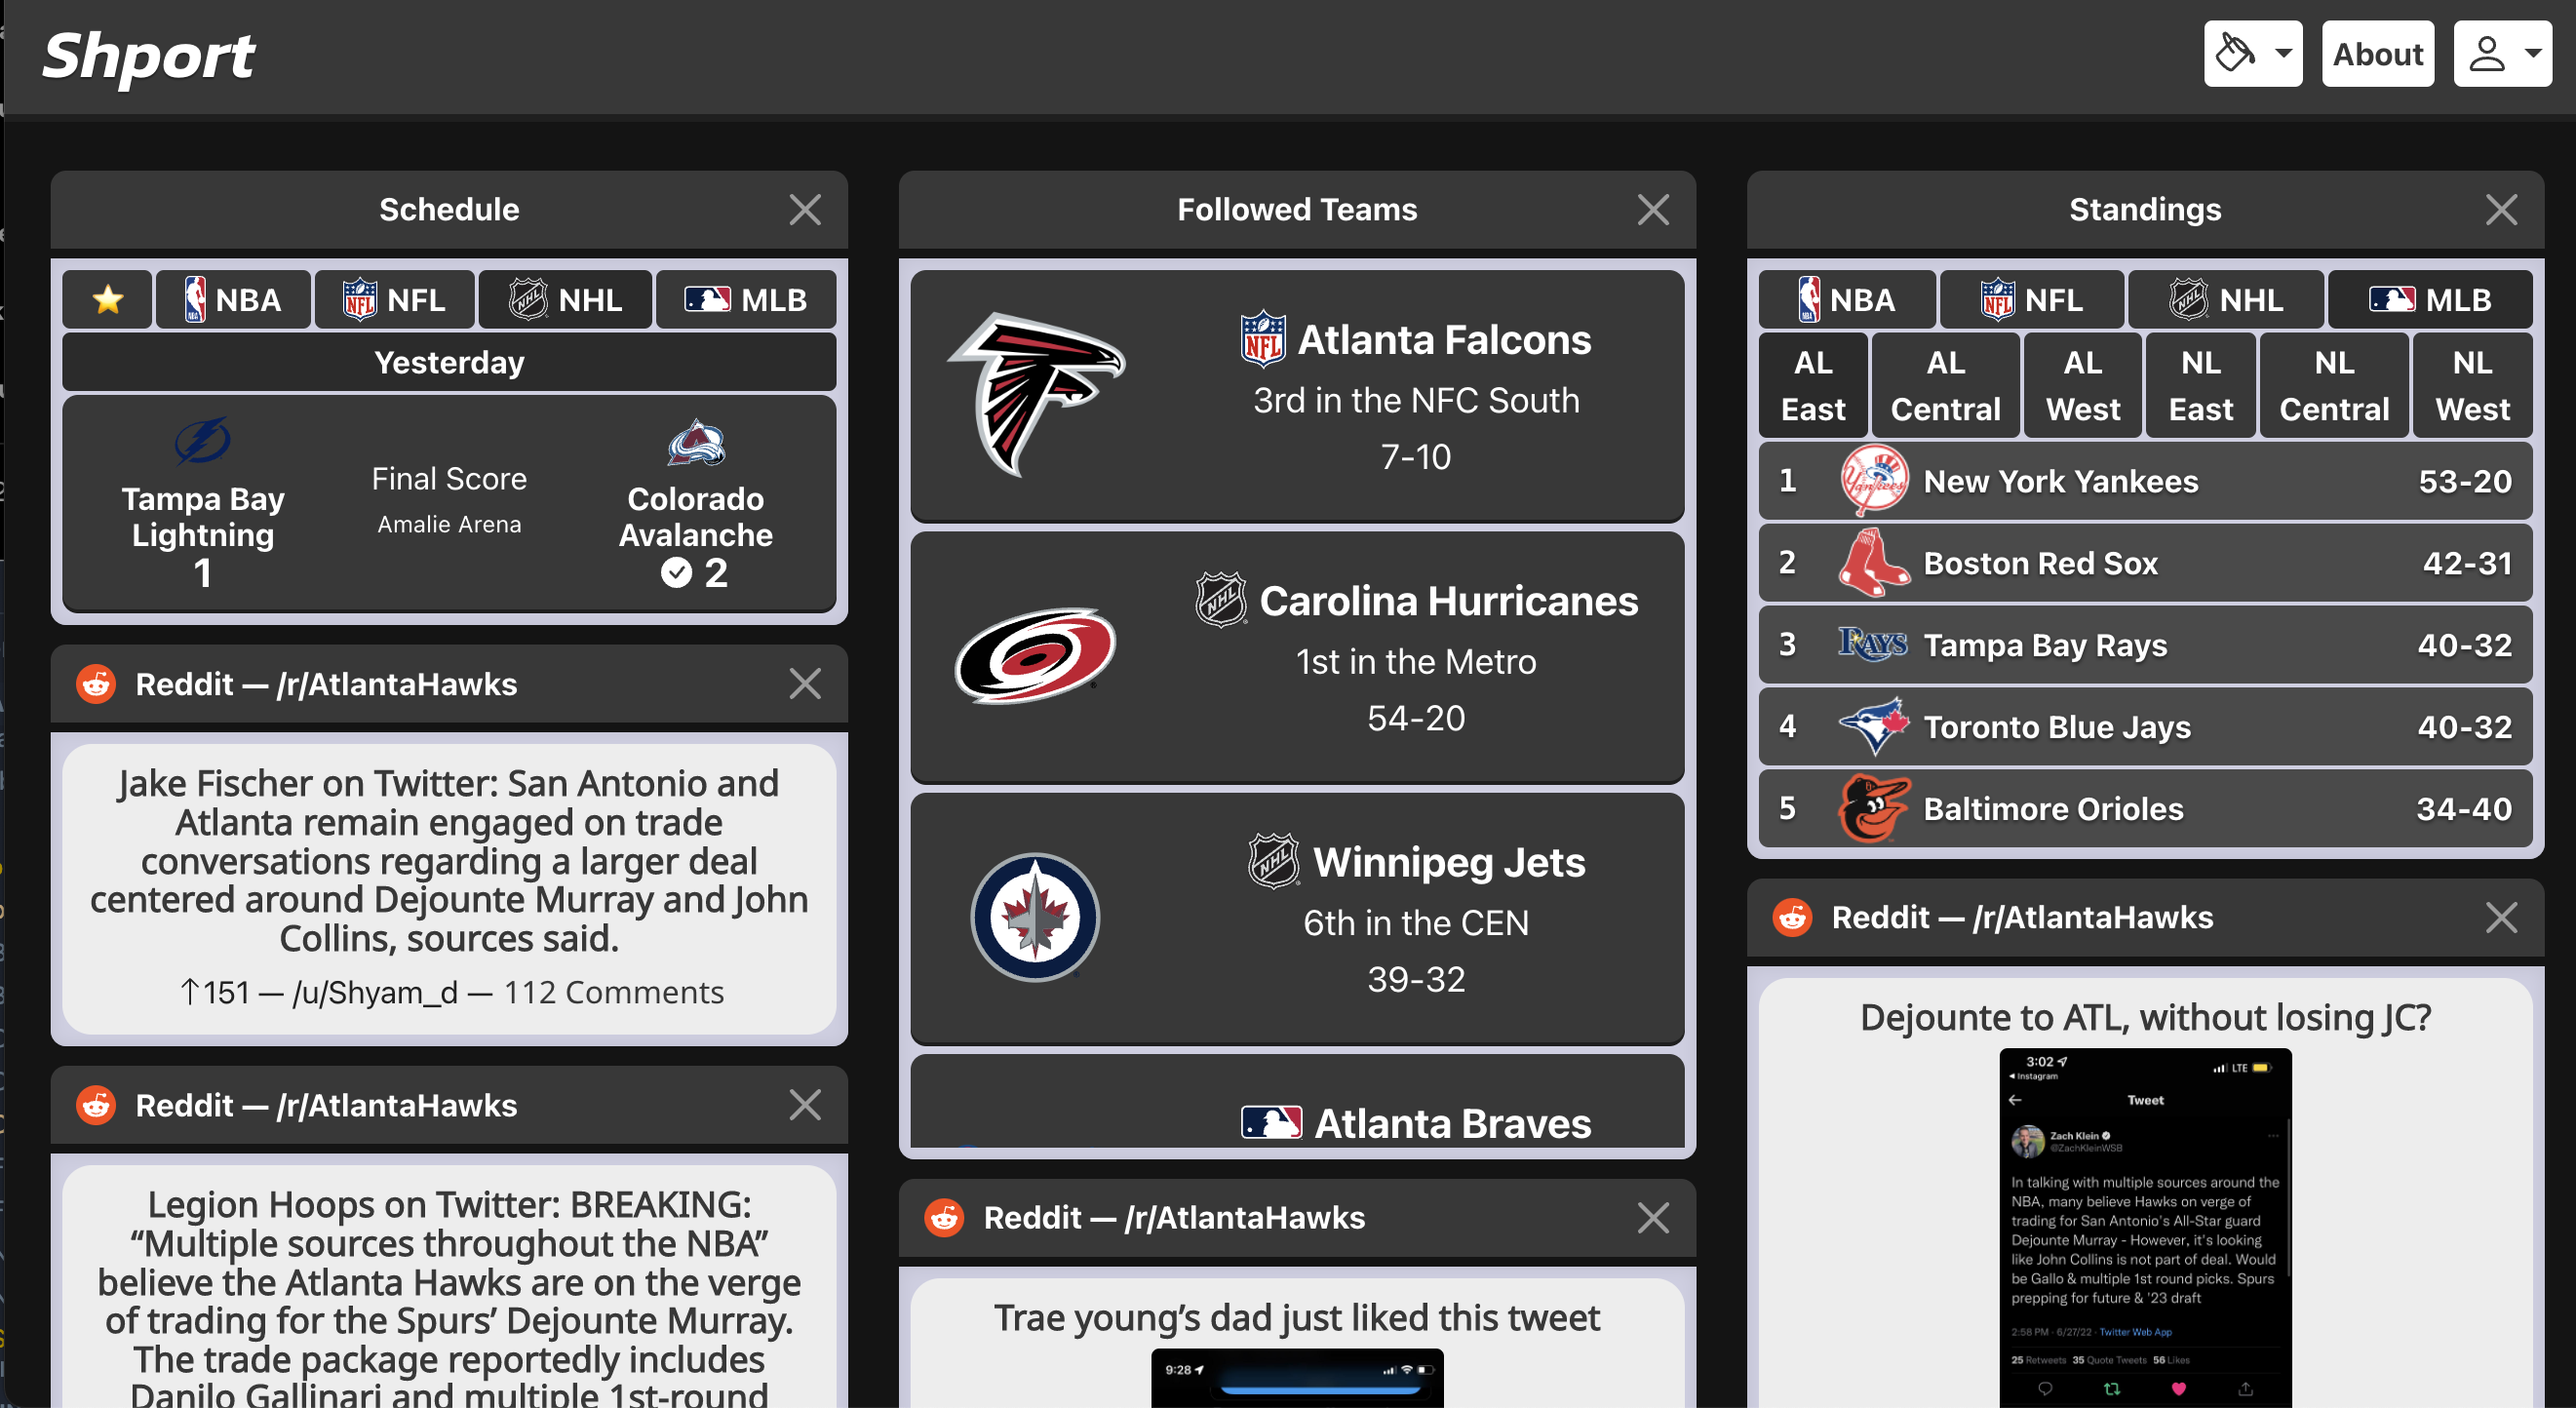 Shport
About
Schedule
NBA
NFL
NHL
MLB
Yesterday
Tampa Bay
Lightning
1
Final Score
Amalie Arena
Colorado
Avalanche
2
Reddit — /r/AtlantaHawks
Jake Fischer on Twitter: San Antonio and
Atlanta remain engaged on trade
conversations regarding a larger deal
centered around Dejounte Murray and John
Collins, sources said.
↑151 — /u/Shyam_d — 112 Comments
Reddit — /r/AtlantaHawks
Legion Hoops on Twitter: BREAKING:
“Multiple sources throughout the NBA”
believe the Atlanta Hawks are on the verge
of trading for the Spurs’ Dejounte Murray.
The trade package reportedly includes
Danilo Gallinari and multiple 1st-round
Followed Teams
NFL
Atlanta Falcons
3rd in the NFC South
7-10
NHL
Carolina Hurricanes
1st in the Metro
54-20
NHL
Winnipeg Jets
6th in the CEN
39-32
Atlanta Braves
Reddit — /r/AtlantaHawks
Trae young’s dad just liked this tweet
9:28
Standings
NBA
NFL
NHL
MLB
AL
East
AL
Central
AL
West
NL
East
NL
Central
NL
West
1 New York Yankees 53-20
2 Boston Red Sox 42-31
3 RAYS Tampa Bay Rays 40-32
4 Toronto Blue Jays 40-32
5 Baltimore Orioles 34-40
Reddit — /r/AtlantaHawks
Dejounte to ATL, without losing JC?
3:02
LTE
Instagram
Tweet
Zach Klein
@ZachKleinWSB
In talking with multiple sources around the
NBA, many believe Hawks on verge of
trading for San Antonio's All-Star guard
Dejounte Murray - However, it's looking
like John Collins is not part of deal. Would
be Gallo & multiple 1st round picks. Spurs
prepping for future & '23 draft
2:58 PM · 6/27/22 · Twitter Web App
25 Retweets 35 Quote Tweets 56 Likes